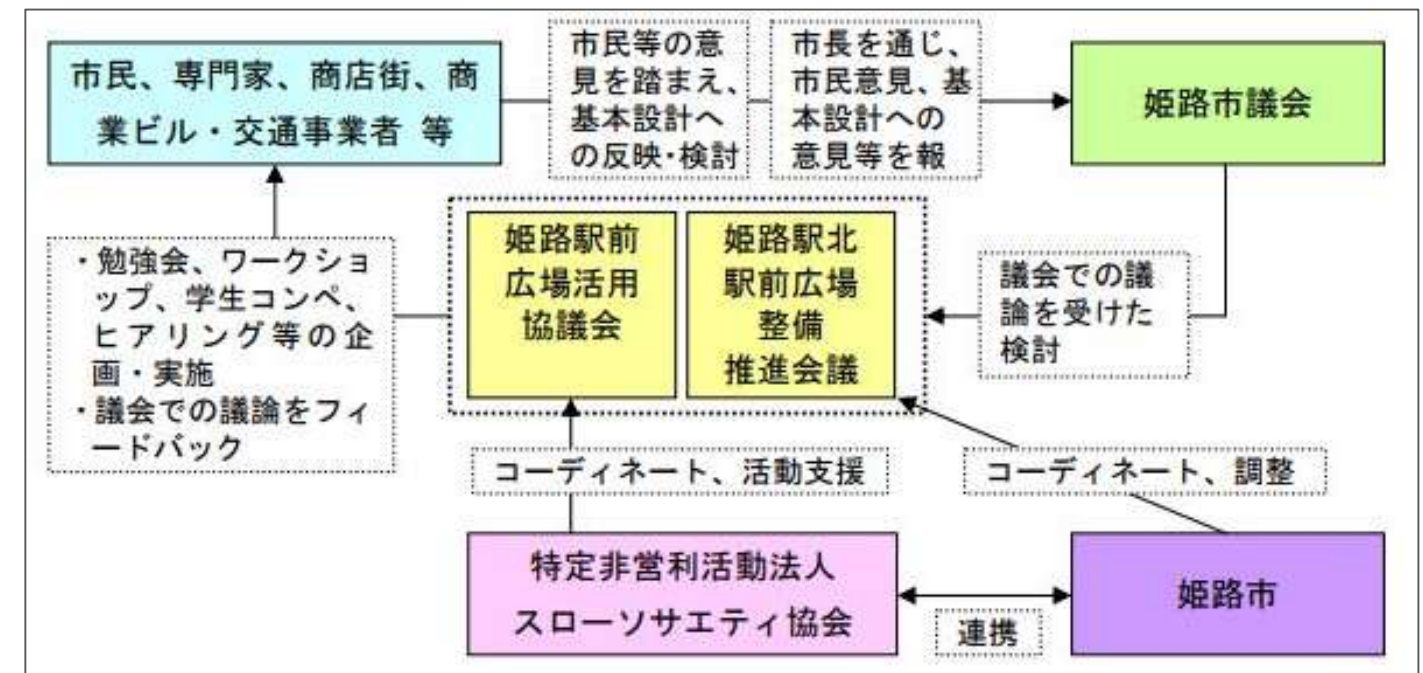 市民、専門家、商店街、商
業ビル・交通事業者 等
市民等の意
見を踏まえ、
基本設計へ
の反映・検討
市長を通じ、
市民意見、基
本設計への
意見等を報
姫路市議会
・勉強会、ワークショ
ップ、学生コンペ、
ヒアリング等の企
画・実施
・議会での議論をフィ
ードバック
姫路駅前
広場活用
協議会
姫路駅北
駅前広場
整備
推進会議
議会での議
論を受けた
検討
コーディネート、活動支援
コーディネート、調整
特定非営利活動法人
スローソサエティ協会
連携
姫路市